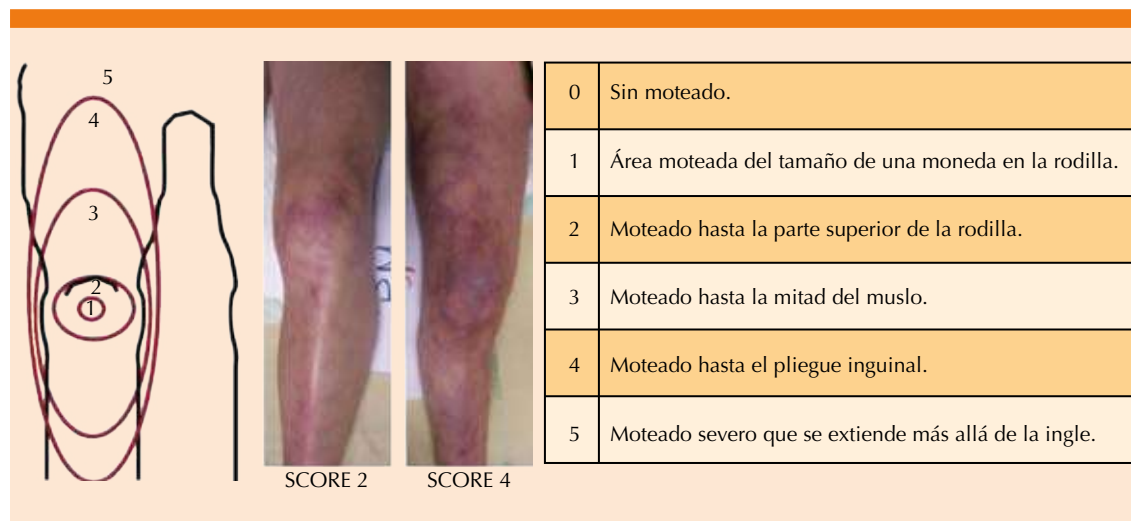 5
4
3
2
1
SCORE 2
SCORE 4
0 Sin moteado.
1 Área moteada del tamaño de una moneda en la rodilla.
2 Moteado hasta la parte superior de la rodilla.
3 Moteado hasta la mitad del muslo.
4 Moteado hasta el pliegue inguinal.
5 Moteado severo que se extiende más allá de la ingle.